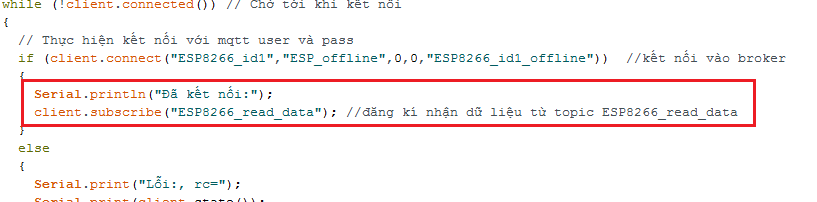 while (!client.connected()) // Chờ tới khi kết nối
{
// Thực hiện kết nối với mqtt user và pass
if (client.connect("ESP8266_id1","ESP_offline",0,0,"ESP8266_id1_offline")) //kết nối vào broker
{
Serial.println("Đã kết nối:");
client.subscribe("ESP8266_read_data"); //đăng kí nhận dữ liệu từ topic ESP8266_read_data
}
else
{
Serial.print("Lỗi:, rc=");
Serial.print(client.state());